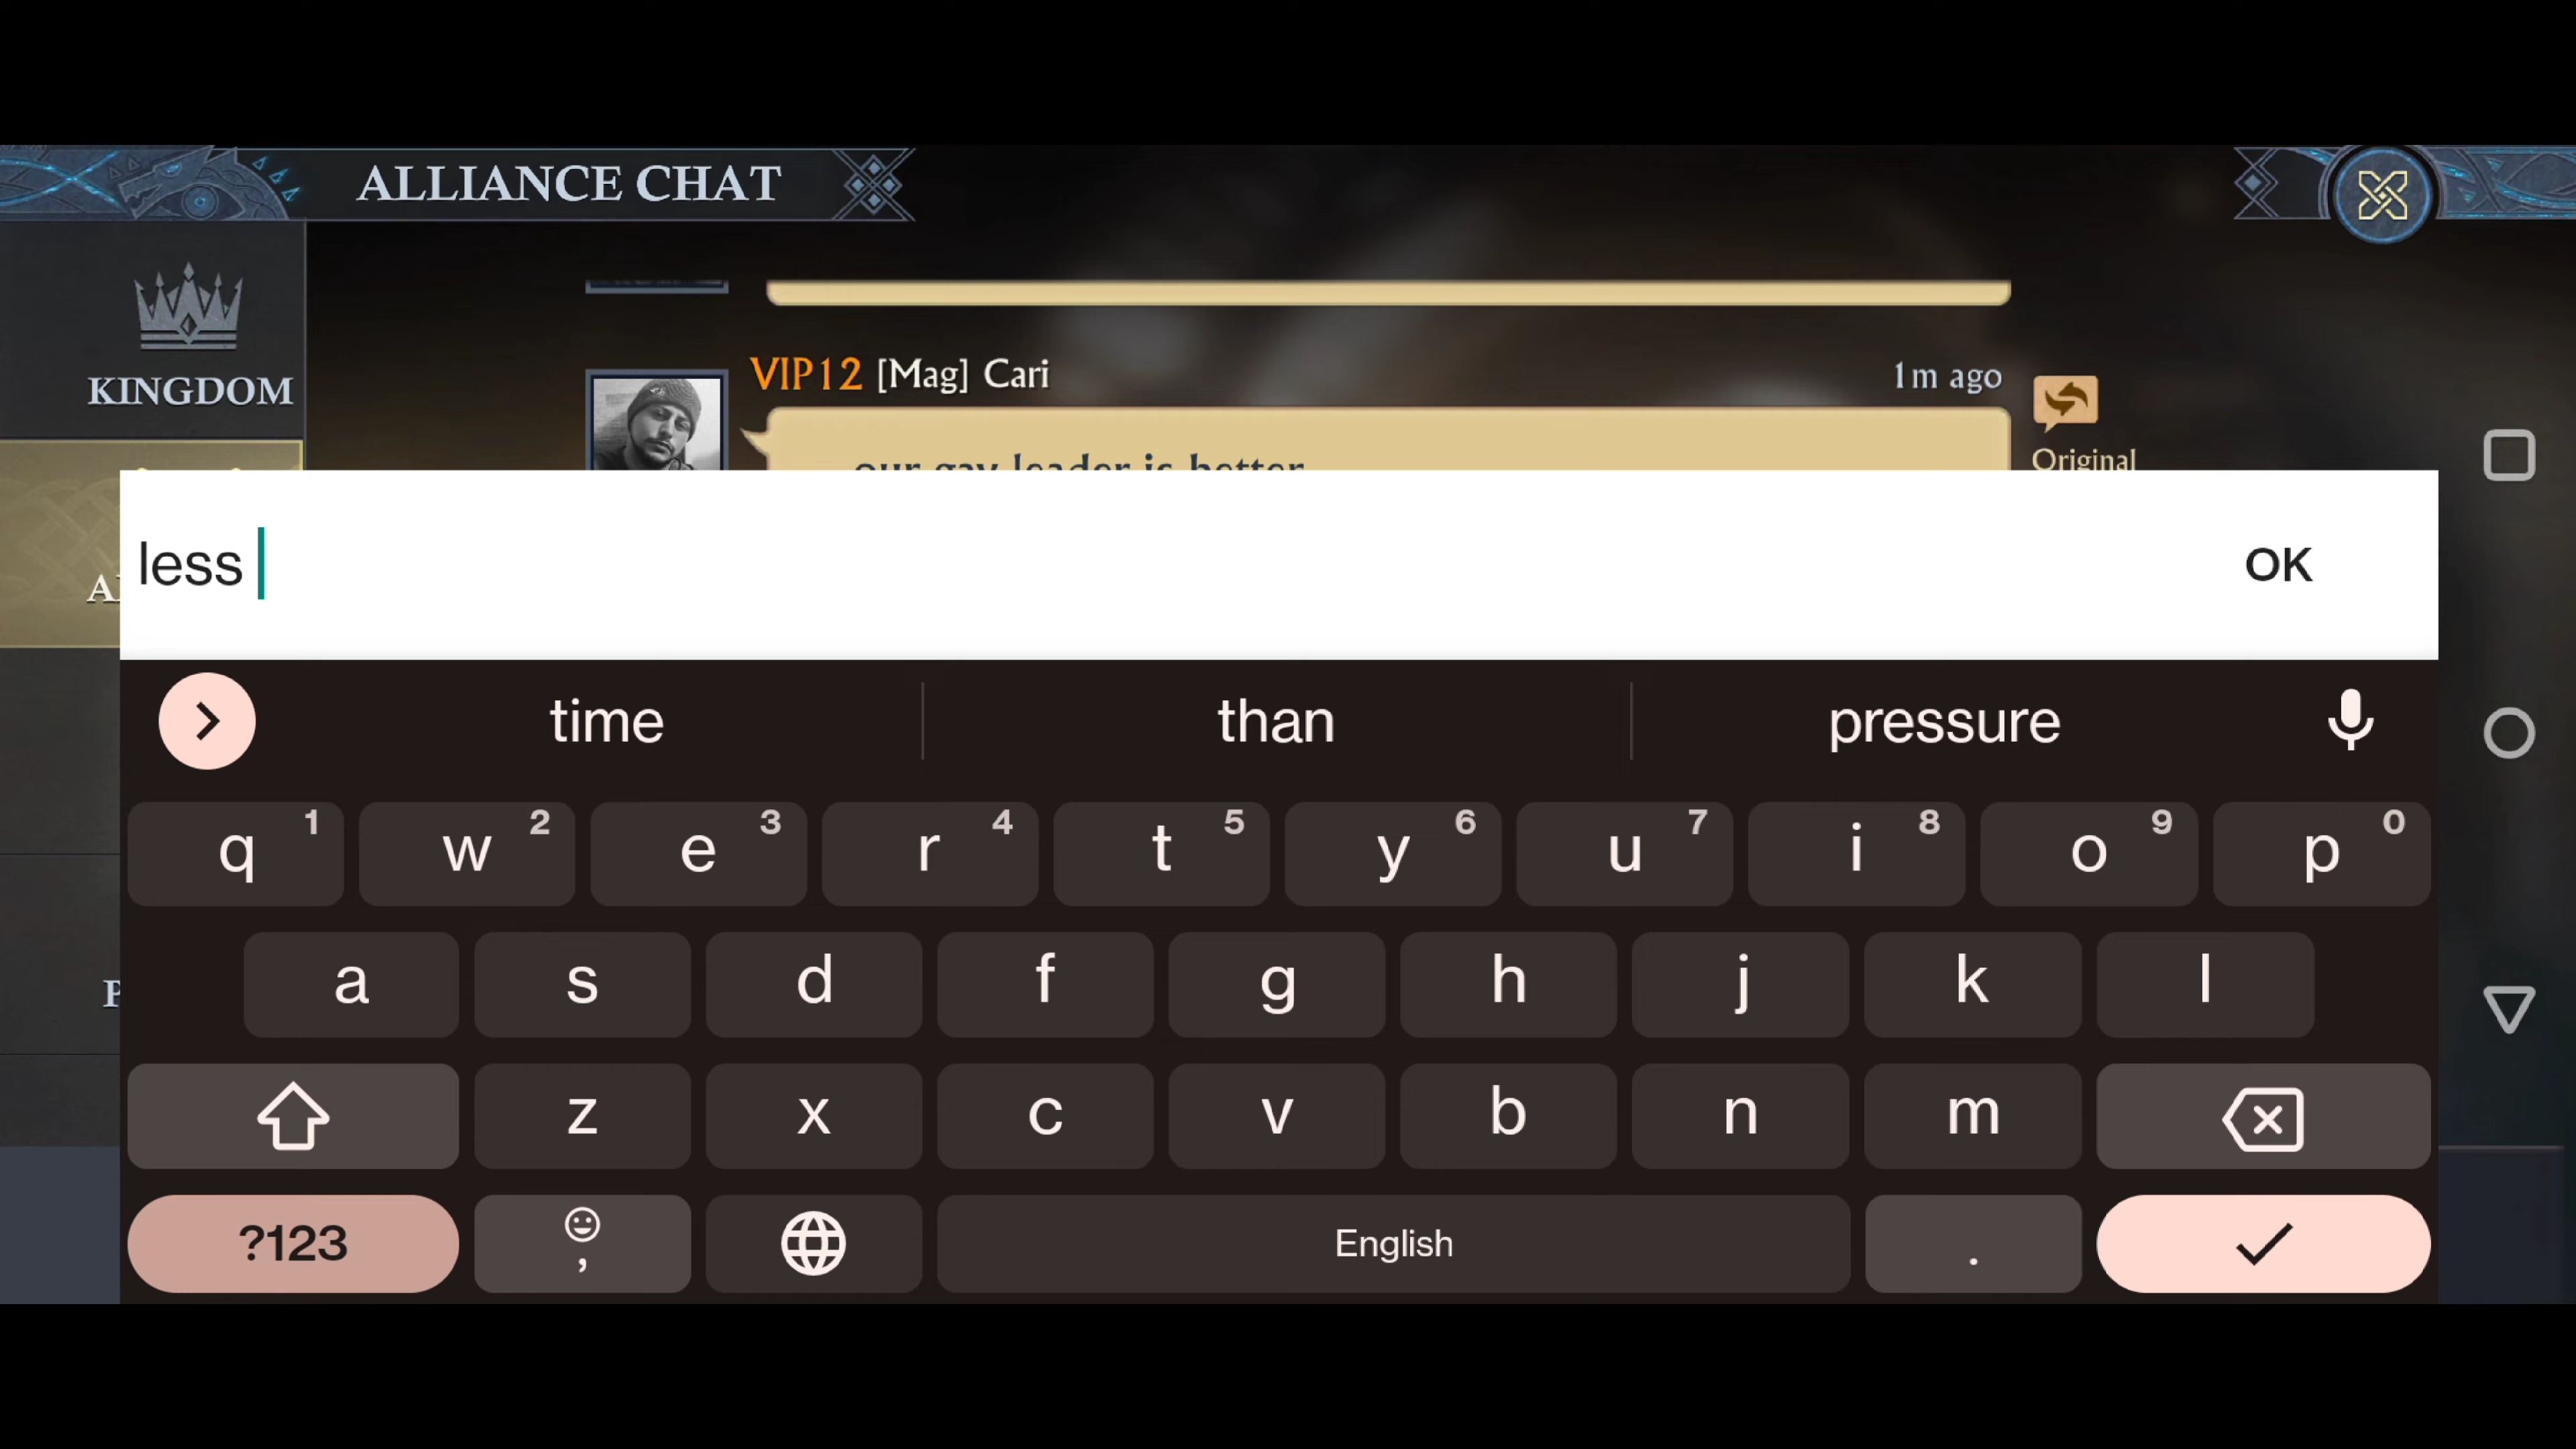 ALLIANCE CHAT
KINGDOM
VIP12 [Mag] Cari
1m ago
our gay leader is better
Original
less
OK
time than pressure
q 1 w 2 e 3 r 4 t 5 y 6 u 7 i 8 o 9 p 0
a s d f g h j k l
z x c v b n m
?123 , English .